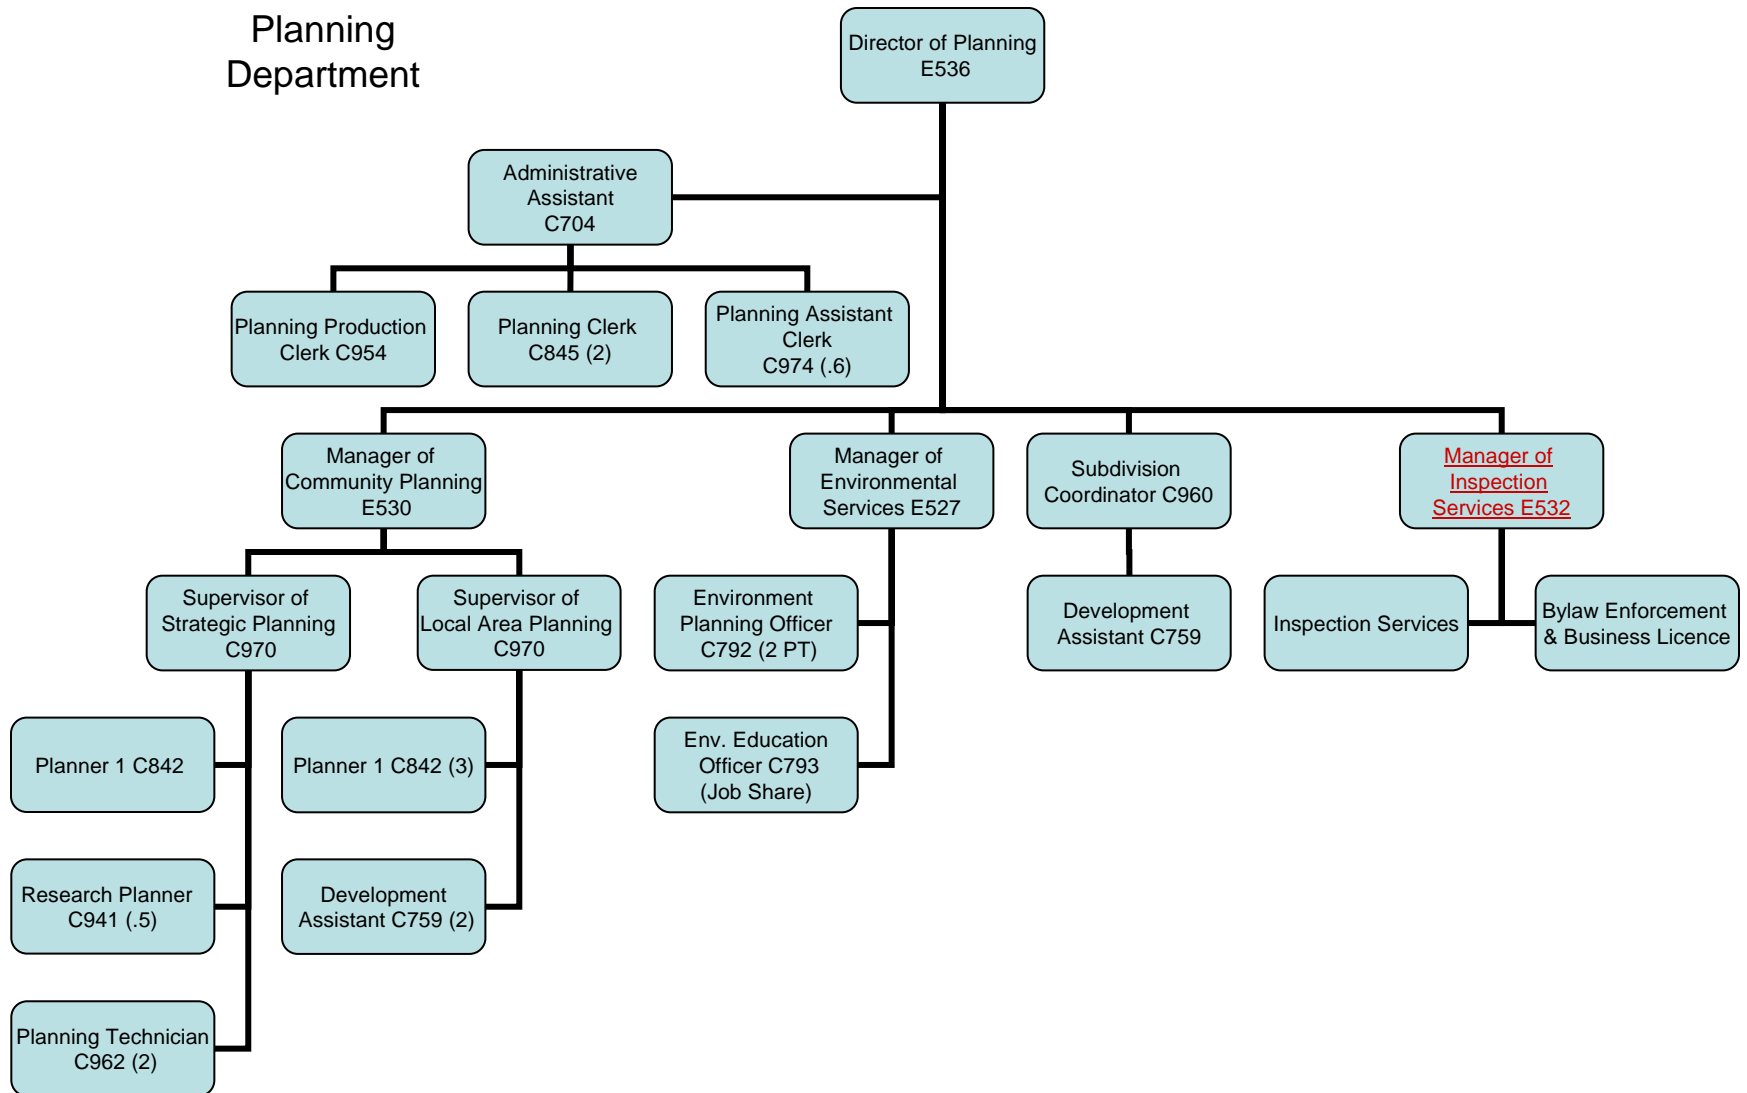 Planning
Department
Director of Planning
E536
Administrative
Assistant
C704
Planning Production
Clerk C954
Planning Clerk
C845 (2)
Planning Assistant
Clerk
C974 (.6)
Manager of
Community Planning
E530
Manager of
Environmental
Services E527
Subdivision
Coordinator C960
Manager of
Inspection
Services E532
Supervisor of
Strategic Planning
C970
Supervisor of
Local Area Planning
C970
Environment
Planning Officer
C792 (2 PT)
Development
Assistant C759
Inspection Services
Bylaw Enforcement
& Business Licence
Planner 1 C842
Planner 1 C842 (3)
Env. Education
Officer C793
(Job Share)
Research Planner
C941 (.5)
Development
Assistant C759 (2)
Planning Technician
C962 (2)